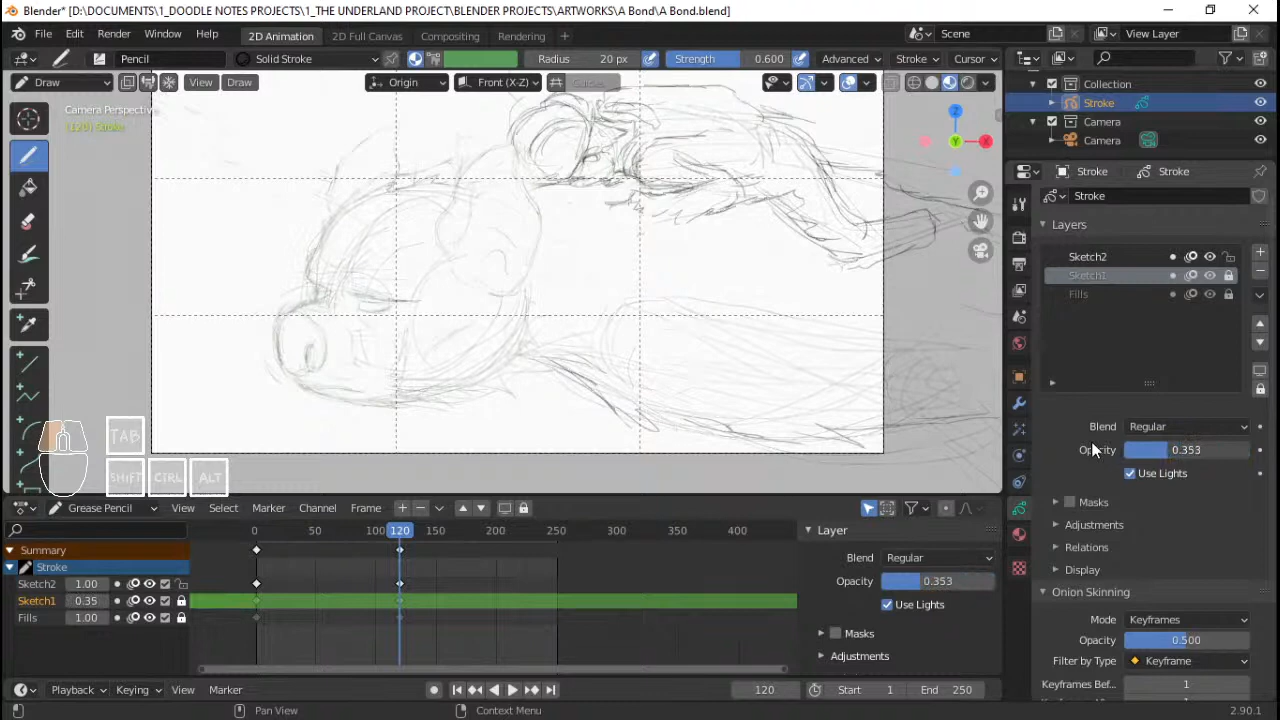 Blender* [D:\DOCUMENTS\1_DOODLE NOTES PROJECTS\1_THE UNDERLAND PROJECT\BLENDER PROJECTS\ARTWORKS\A Bond\A Bond.blend]
File Edit Render Window Help 2D Animation 2D Full Canvas Compositing Rendering + Scene View Layer
Pencil Solid Stroke Radius 20 px Strength 0.600 Advanced Stroke Cursor
Draw View Draw Origin Front (X-Z)
Camera Perspectiv
(120) Stroke
Z
Y
X
Collection
Stroke
Camera
Camera
Stroke Stroke
Stroke
Layers
Sketch2
Sketch1
Fills
Blend Regular
Opacity 0.353
Use Lights
Masks
Adjustments
Relations
Display
Onion Skinning
Mode Keyframes
Opacity 0.500
Filter by Type Keyframe
Keyframes Bef.. 1
TAB
SHIFT CTRL ALT
Grease Pencil View Select Marker Channel Frame
0 50 100 120 150 200 250 300 350 400
Summary
Stroke
Sketch2 1.00
Sketch1 0.35
Fills 1.00
Layer
Blend Regular
Opacity 0.353
Use Lights
Masks
Adjustments
Playback Keying View Marker 120 Start 1 End 250
Pan View Context Menu 2.90.1